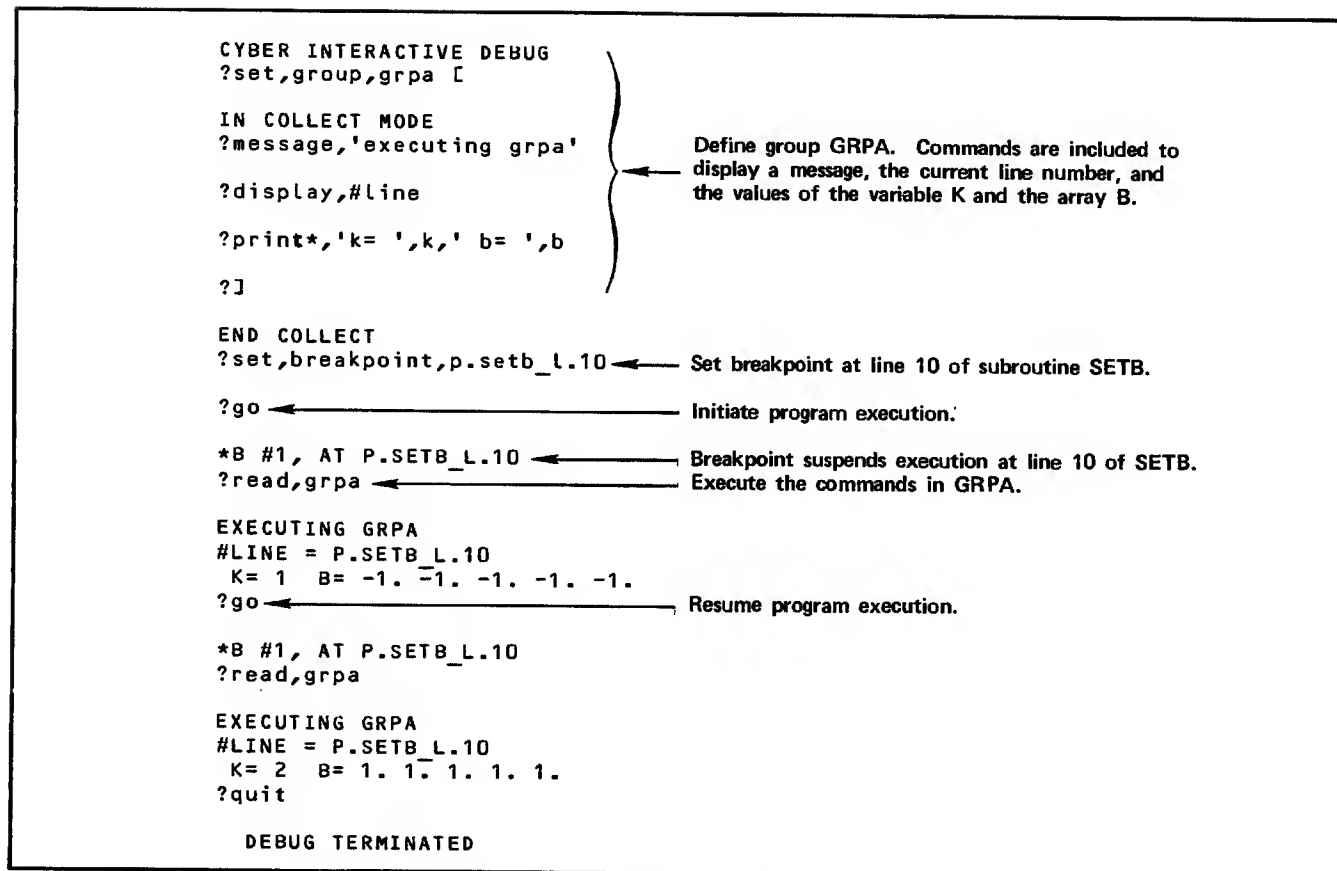 CYBER INTERACTIVE DEBUG
?set,group,grpa [
IN COLLECT MODE
?message,'executing grpa'
?display,#line
?print*,'k= ',k,' b= ',b
?]
Define group GRPA. Commands are included to
display a message, the current line number, and
the values of the variable K and the array B.
END COLLECT
?set,breakpoint,p.setb_l.10 Set breakpoint at line 10 of subroutine SETB.
?go Initiate program execution.
*B #1, AT P.SETB_L.10 Breakpoint suspends execution at line 10 of SETB.
?read,grpa Execute the commands in GRPA.
EXECUTING GRPA
#LINE = P.SETB_L.10
K= 1 B= -1. -1. -1. -1. -1.
?go Resume program execution.
*B #1, AT P.SETB_L.10
?read,grpa
EXECUTING GRPA
#LINE = P.SETB_L.10
K= 2 B= 1. 1. 1. 1. 1.
?quit
DEBUG TERMINATED